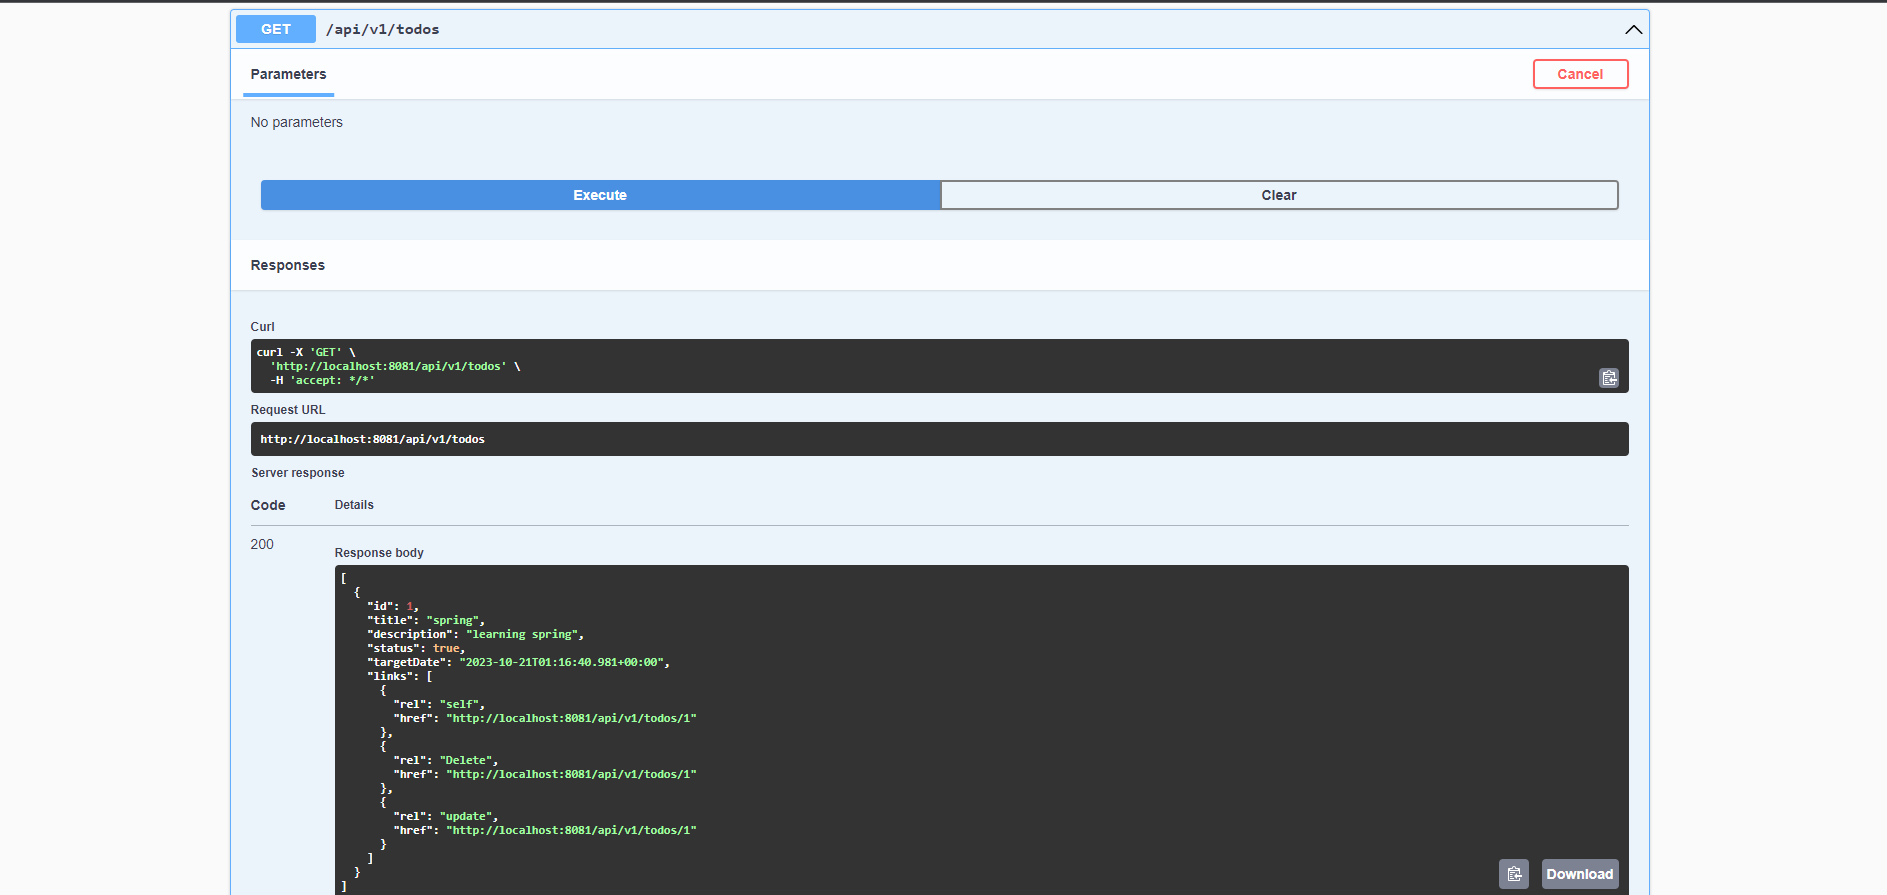 GET /api/v1/todos
Parameters
Cancel
No parameters
Execute
Clear
Responses
Curl
curl -X 'GET' \
  'http://localhost:8081/api/v1/todos' \
  -H 'accept: */*'
Request URL
http://localhost:8081/api/v1/todos
Server response
Code Details
200
Response body
[
  {
    "id": 1,
    "title": "spring",
    "description": "learning spring",
    "status": true,
    "targetDate": "2023-10-21T01:16:40.981+00:00",
    "links": [
      {
        "rel": "self",
        "href": "http://localhost:8081/api/v1/todos/1"
      },
      {
        "rel": "Delete",
        "href": "http://localhost:8081/api/v1/todos/1"
      },
      {
        "rel": "update",
        "href": "http://localhost:8081/api/v1/todos/1"
      }
    ]
  }
]
Download